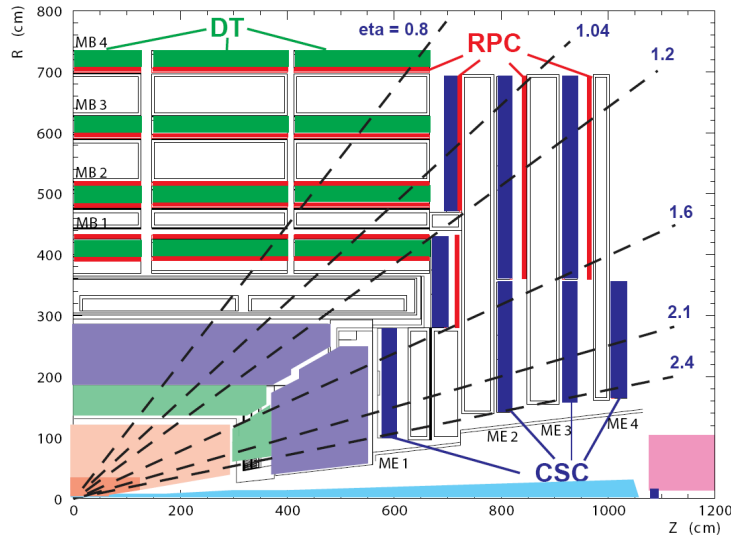 R (cm)
800
700
600
500
400
300
200
100
0
MB 4
MB 3
MB 2
MB 1
DT
eta = 0.8
RPC
1.04
1.2
1.6
2.1
2.4
ME 1
ME 2
ME 3
ME 4
CSC
0
200
400
600
800
1000
1200
Z (cm)